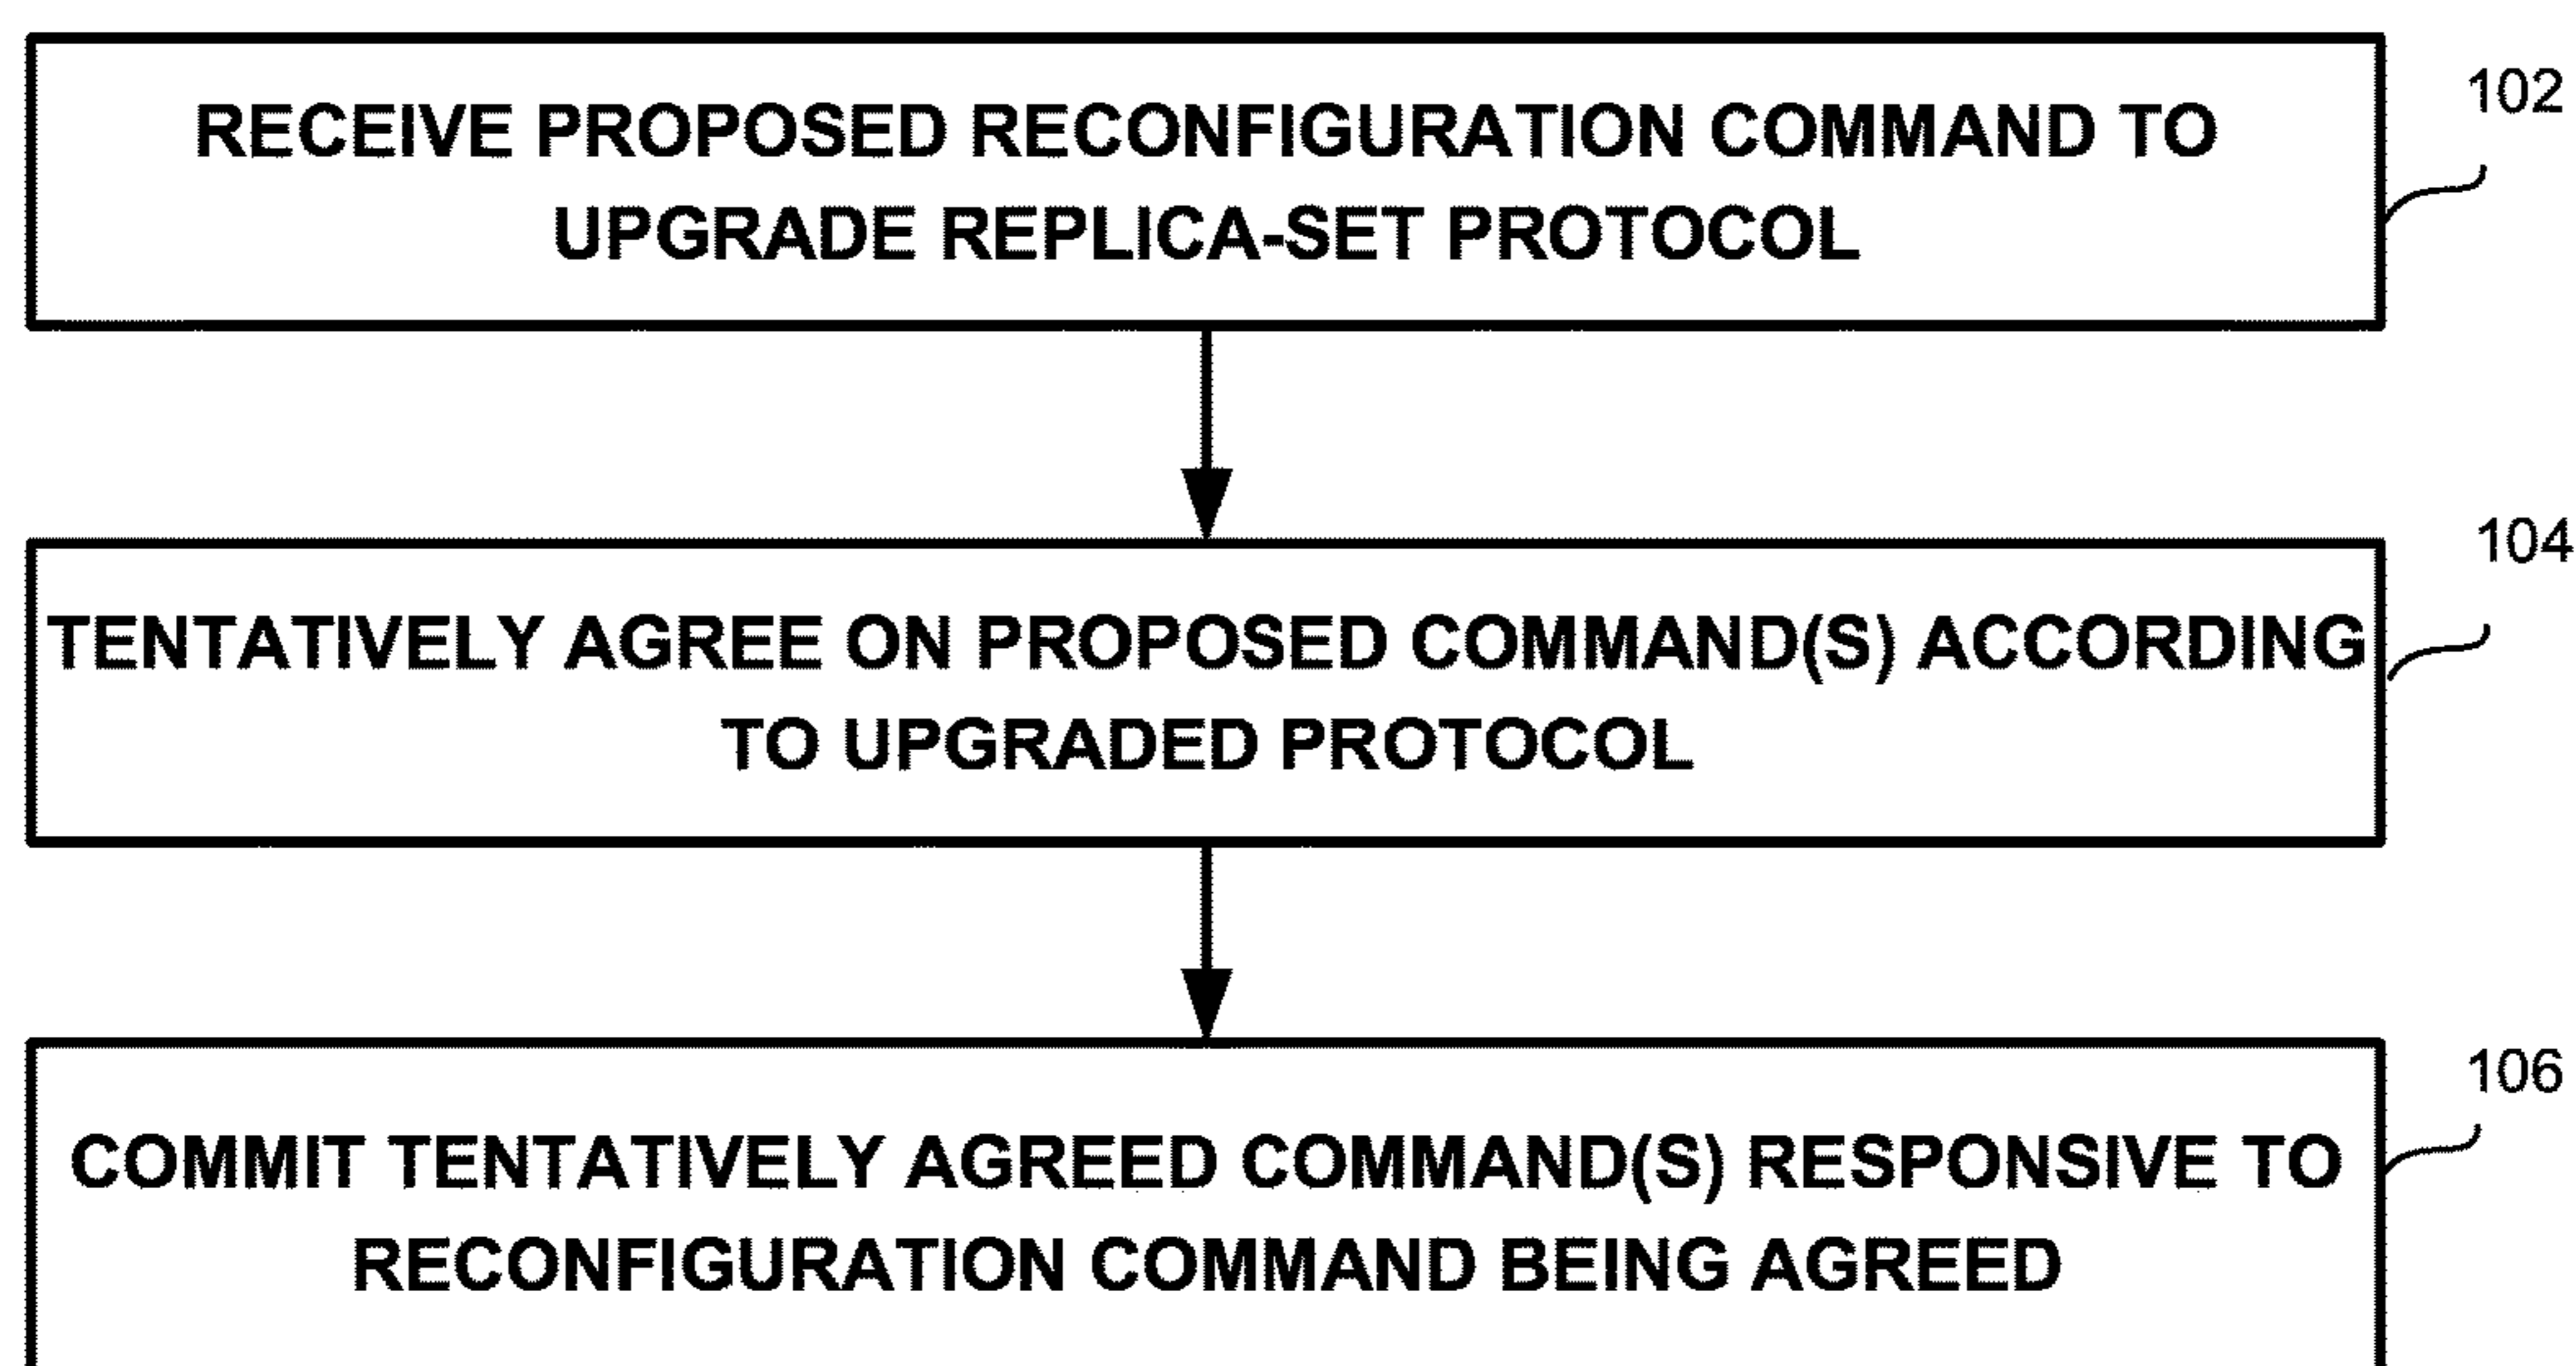 RECEIVE PROPOSED RECONFIGURATION COMMAND TO
UPGRADE REPLICA-SET PROTOCOL
102
TENTATIVELY AGREE ON PROPOSED COMMAND(S) ACCORDING
TO UPGRADED PROTOCOL
104
COMMIT TENTATIVELY AGREED COMMAND(S) RESPONSIVE TO
RECONFIGURATION COMMAND BEING AGREED
106